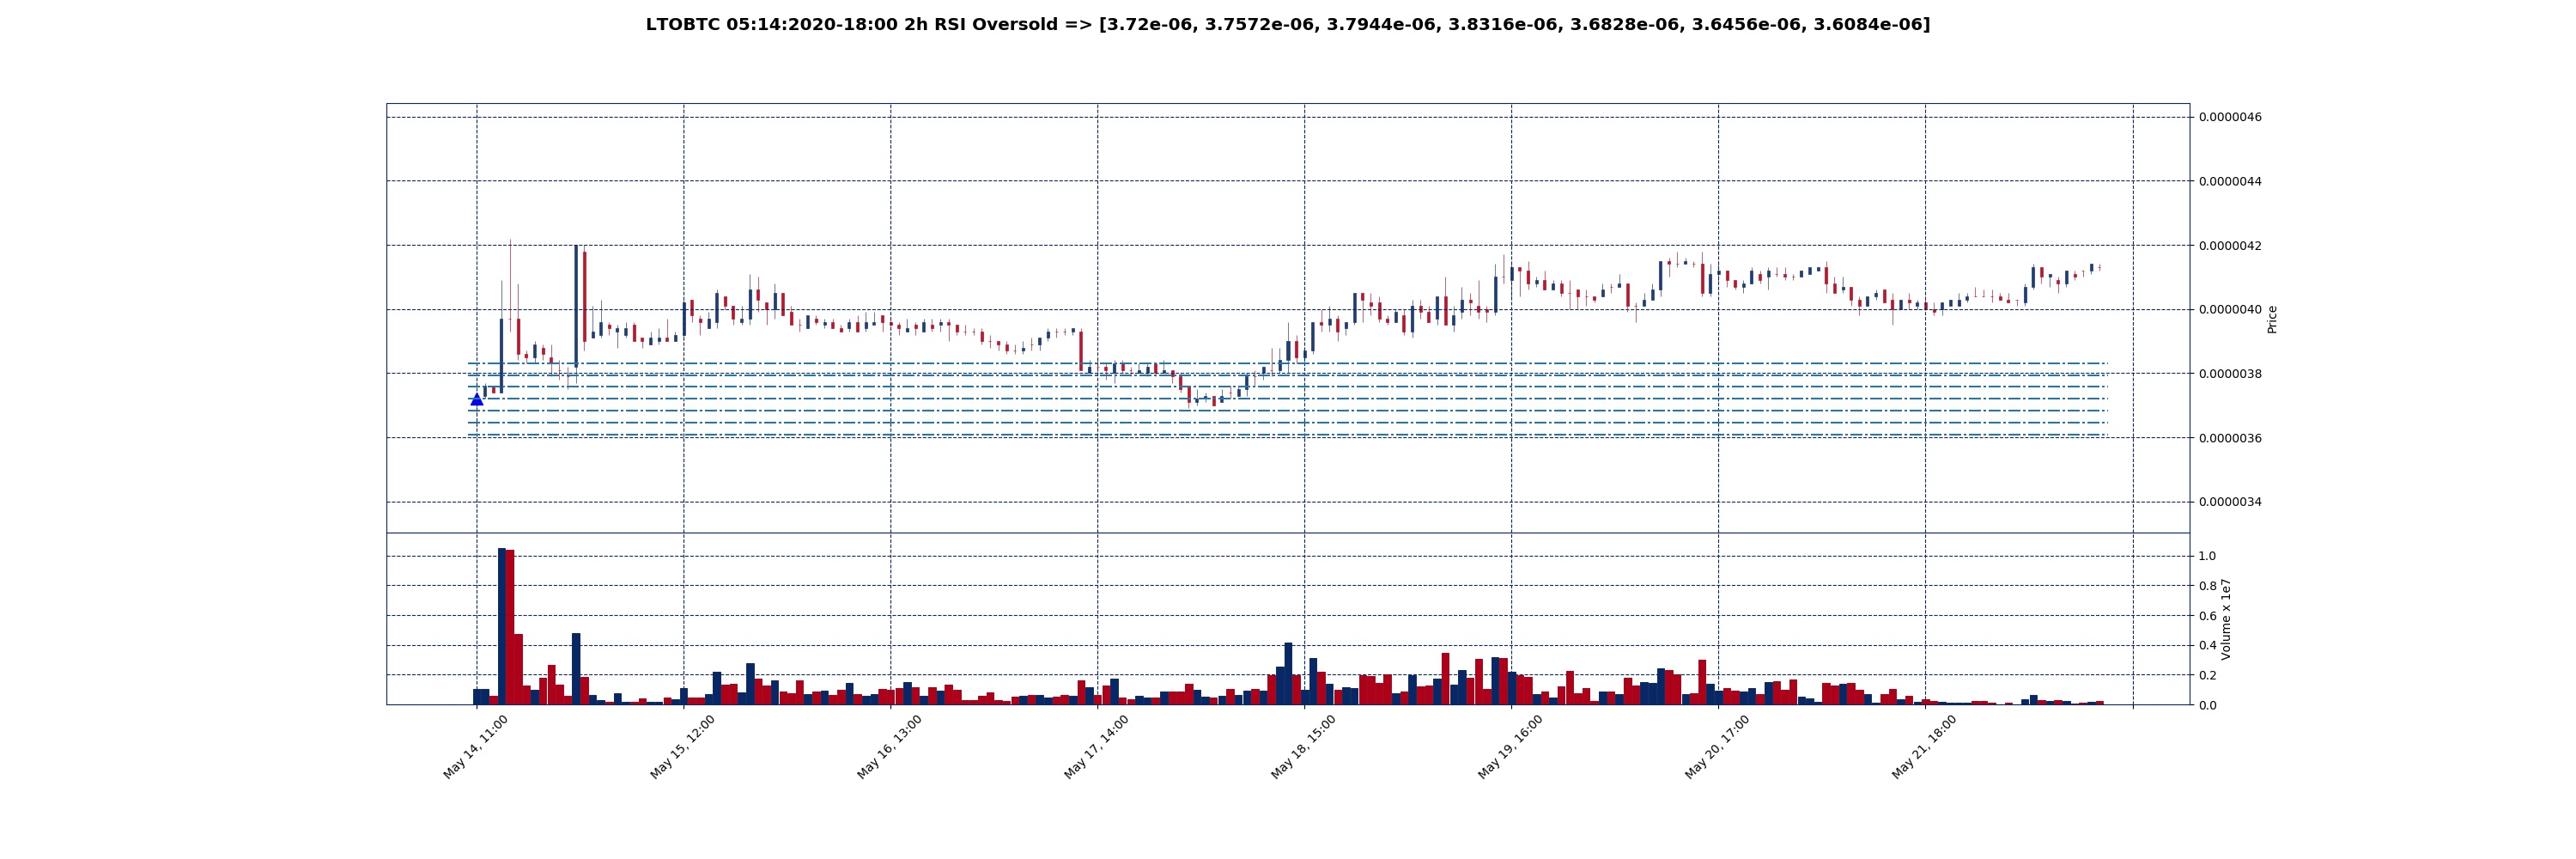 LTOBTC 05:14:2020-18:00 2h RSI Oversold => [3.72e-06, 3.7572e-06, 3.7944e-06, 3.8316e-06, 3.6828e-06, 3.6456e-06, 3.6084e-06]
0.0000046
0.0000044
0.0000042
0.0000040
0.0000038
0.0000036
0.0000034
Price
1.0
0.8
0.6
0.4
0.2
0.0
Volume x 1e7
May 14, 11:00
May 15, 12:00
May 16, 13:00
May 17, 14:00
May 18, 15:00
May 19, 16:00
May 20, 17:00
May 21, 18:00